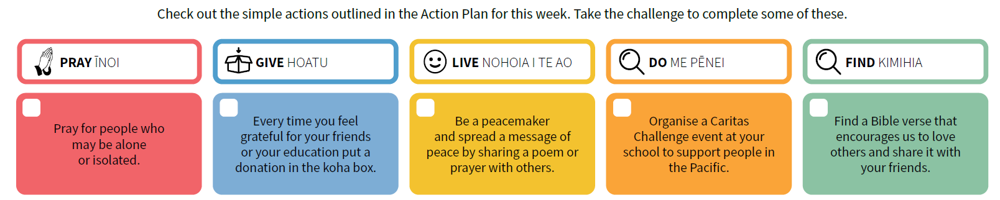 Check out the simple actions outlined in the Action Plan for this week. Take the challenge to complete some of these.
PRAY ĪNOI
Pray for people who
may be alone
or isolated.
GIVE HOATU
Every time you feel
grateful for your friends
or your education put a
donation in the koha box.
LIVE NOHOIA I TE AO
Be a peacemaker
and spread a message of
peace by sharing a poem or
prayer with others.
DO ME PĒNEI
Organise a Caritas
Challenge event at your
school to support people in
the Pacific.
FIND KIMIHIA
Find a Bible verse that
encourages us to love
others and share it with
your friends.